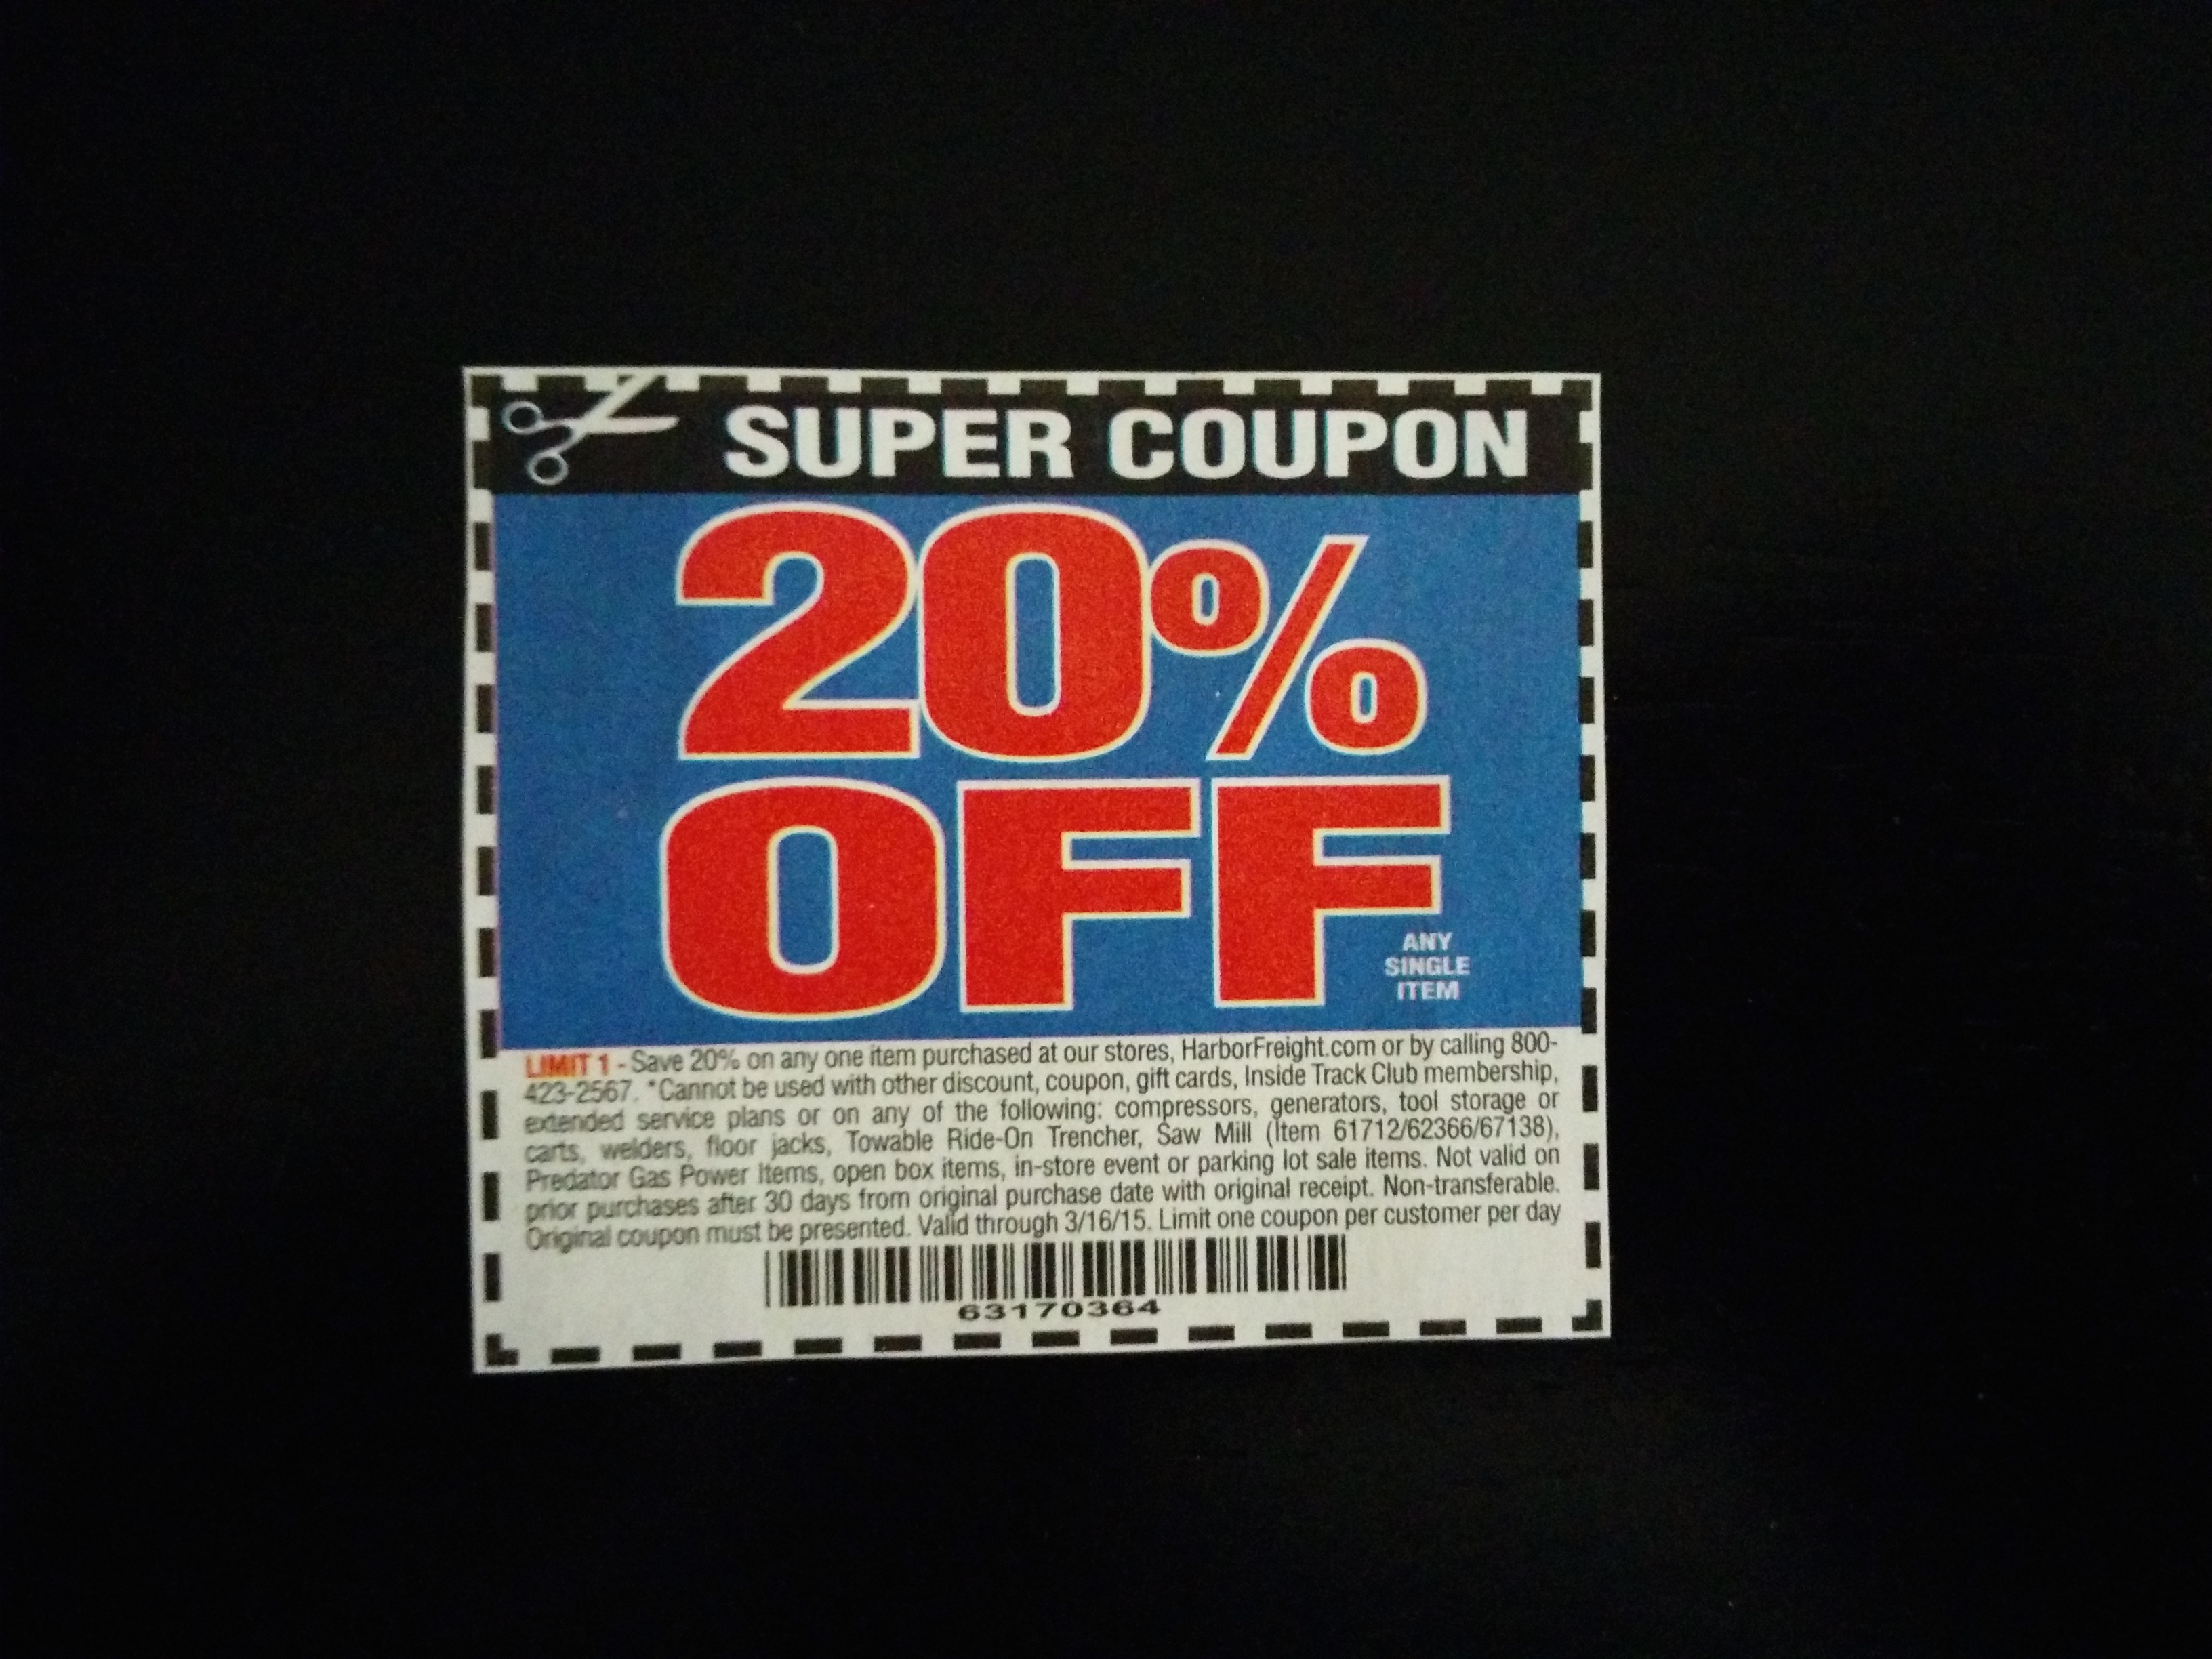 SUPER COUPON
20%
OFF
ANY
SINGLE
ITEM
LIMIT 1 - Save 20% on any one item purchased at our stores, HarborFreight.com or by calling 800-
423-2567. *Cannot be used with other discount, coupon, gift cards, Inside Track Club membership,
extended service plans or on any of the following: compressors, generators, tool storage or
carts, welders, floor jacks, Towable Ride-On Trencher, Saw Mill (Item 61712/62366/67138),
Predator Gas Power Items, open box items, in-store event or parking lot sale items. Not valid on
prior purchases after 30 days from original purchase date with original receipt. Non-transferable.
Original coupon must be presented. Valid through 3/16/15. Limit one coupon per customer per day
63170364